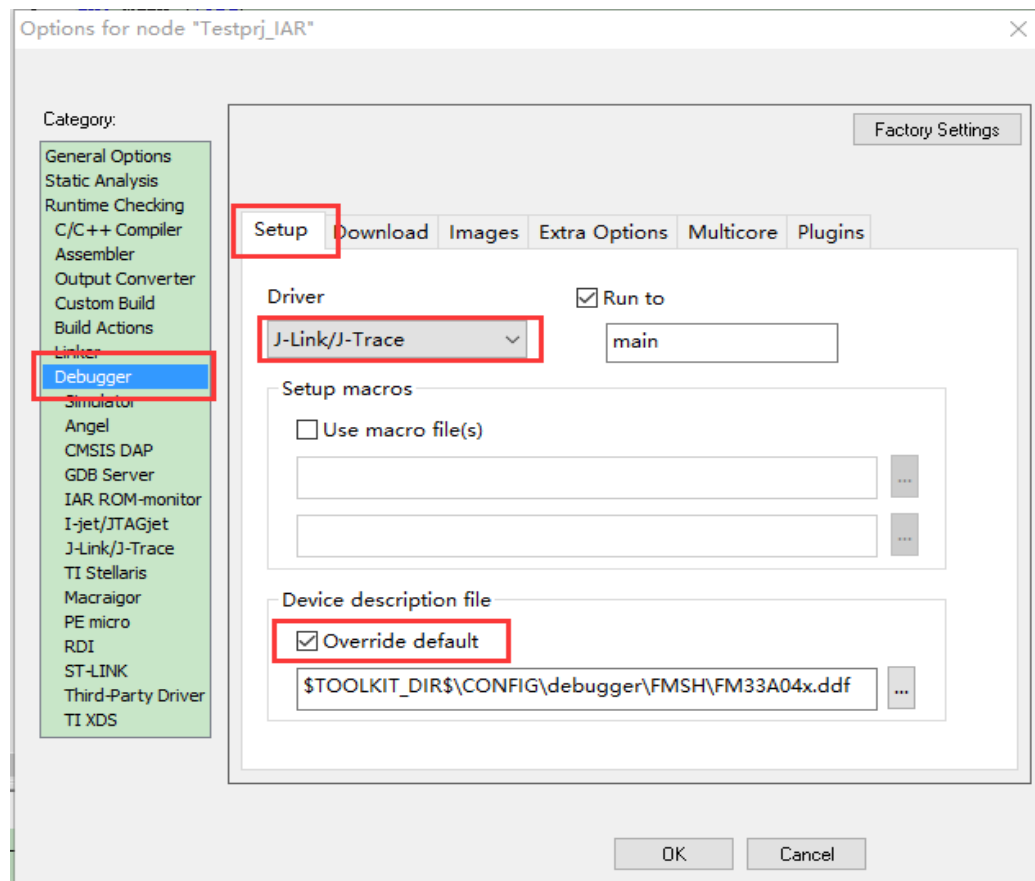 Options for node "Testprj_IAR"
Category:
Factory Settings
General Options
Static Analysis
Runtime Checking
C/C++ Compiler
Assembler
Output Converter
Custom Build
Build Actions
Linker
Debugger
Simulator
Angel
CMSIS DAP
GDB Server
IAR ROM-monitor
I-jet/JTAGjet
J-Link/J-Trace
TI Stellaris
Macraigor
PE micro
RDI
ST-LINK
Third-Party Driver
TI XDS
Setup Download Images Extra Options Multicore Plugins
Driver
Run to
J-Link/J-Trace
main
Setup macros
Use macro file(s)
...
...
Device description file
Override default
$TOOLKIT_DIR$\CONFIG\debugger\FMSH\FM33A04x.ddf
...
OK Cancel